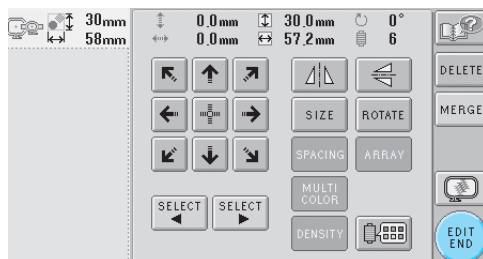 30mm 0.0mm 30.0mm 0°
58mm 0.0mm 57.2mm 6
DELETE
SIZE ROTATE MERGE
SPACING ARRAY
MULTI
COLOR
SELECT SELECT
DENSITY EDIT
END